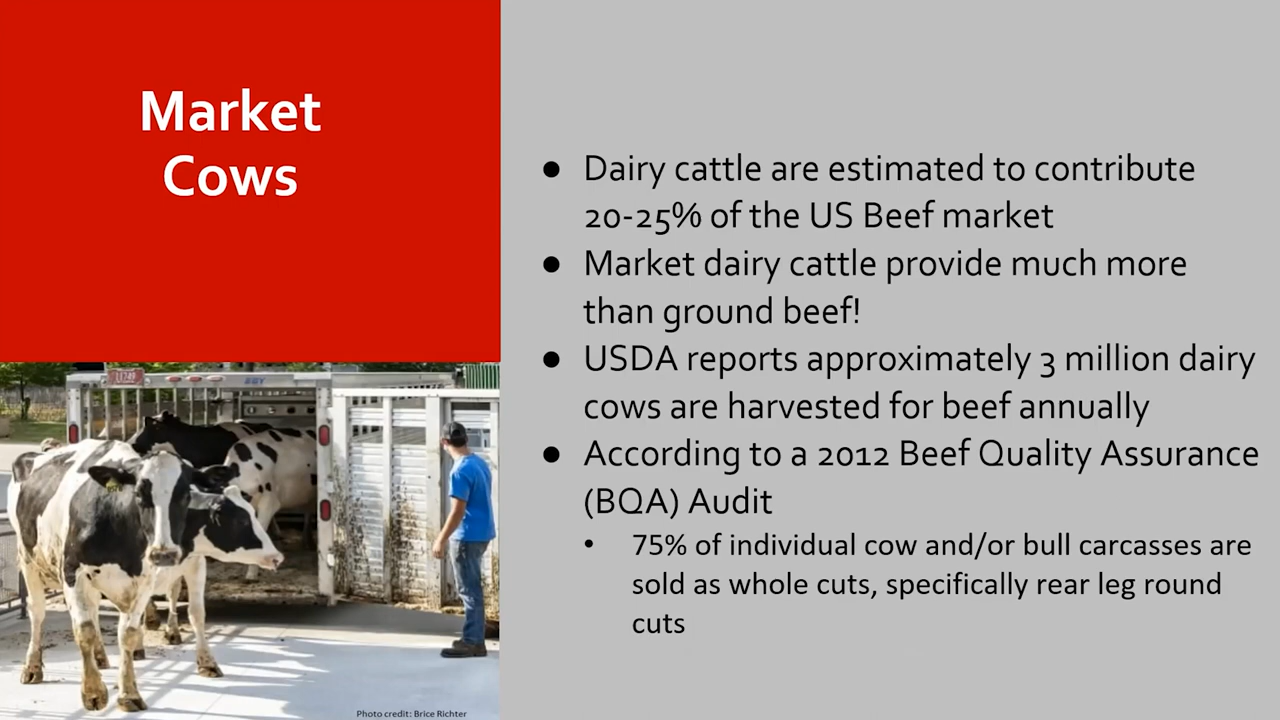 Market
Cows
● Dairy cattle are estimated to contribute
20-25% of the US Beef market
● Market dairy cattle provide much more
than ground beef!
● USDA reports approximately 3 million dairy
cows are harvested for beef annually
● According to a 2012 Beef Quality Assurance
(BQA) Audit
• 75% of individual cow and/or bull carcasses are
sold as whole cuts, specifically rear leg round
cuts
Photo credit: Brice Richter